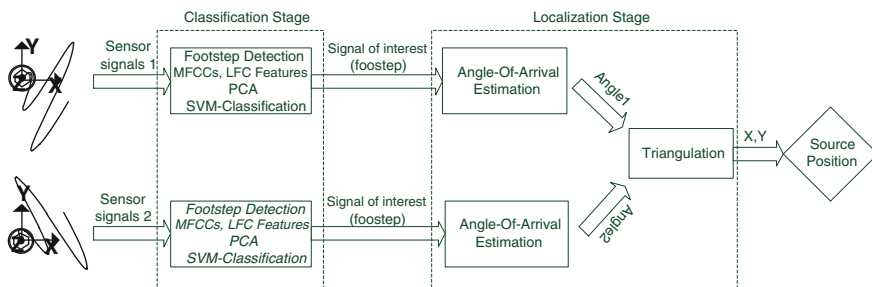 Classification Stage
Localization Stage
Y
X
Z
Sensor
signals 1
Footstep Detection
MFCCs, LFC Features
PCA
SVM-Classification
Signal of interest
(foostep)
Angle-Of-Arrival
Estimation
Angle1
Triangulation
X,Y
Source
Position
Y
X
Z
Sensor
signals 2
Footstep Detection
MFCCs, LFC Features
PCA
SVM-Classification
Signal of interest
(foostep)
Angle-Of-Arrival
Estimation
Angle2